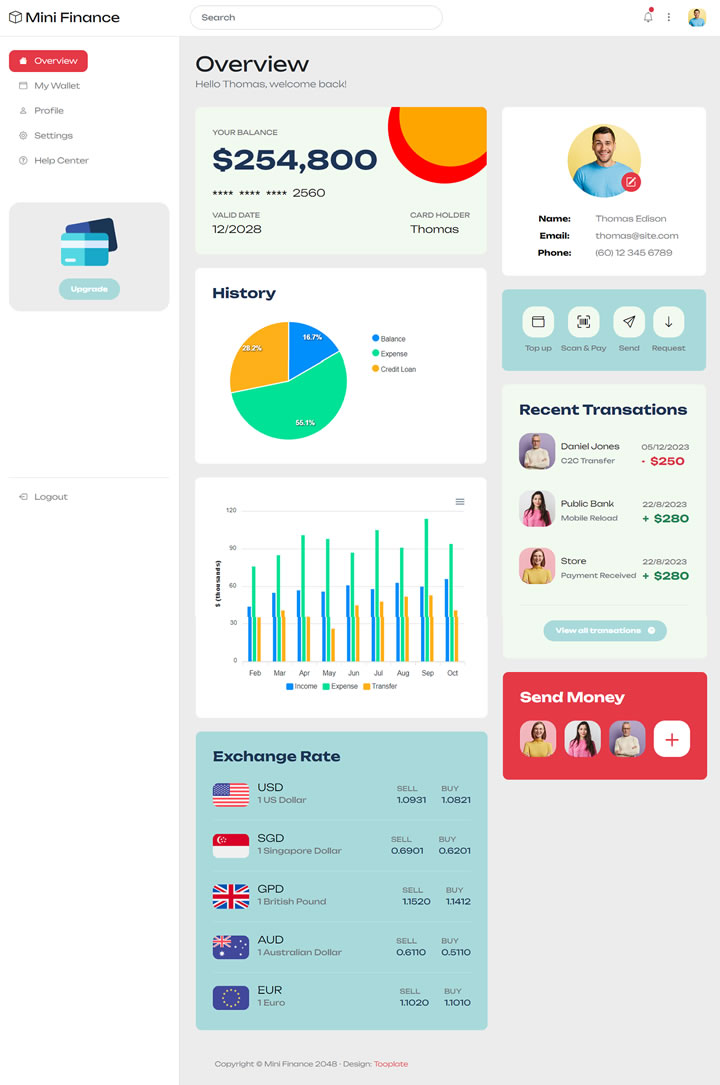 Mini Finance
Search
Overview
My Wallet
Profile
Settings
Help Center
Upgrade
Logout
Overview
Hello Thomas, welcome back!
YOUR BALANCE
$254,800
**** **** **** 2560
VALID DATE CARD HOLDER
12/2028 Thomas
History
16.7%
28.2%
55.1%
Balance
Expense
Credit Loan
$ (thousands)
120
90
60
30
0
Feb Mar Apr May Jun Jul Aug Sep Oct
Income Expense Transfer
Exchange Rate
USD SELL BUY
1 US Dollar 1.0931 1.0821
SGD SELL BUY
1 Singapore Dollar 0.6901 0.6201
GPD SELL BUY
1 British Pound 1.1520 1.1412
AUD SELL BUY
1 Australian Dollar 0.6110 0.5110
EUR SELL BUY
1 Euro 1.1020 1.1010
Name: Thomas Edison
Email: thomas@site.com
Phone: (60) 12 345 6789
Top up Scan & Pay Send Request
Recent Transations
Daniel Jones 05/12/2023
C2C Transfer - $250
Public Bank 22/8/2023
Mobile Reload + $280
Store 22/8/2023
Payment Received + $280
View all transations
Send Money
Copyright © Mini Finance 2048 - Design: Tooplate